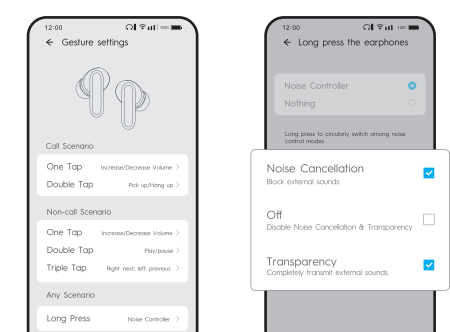 12:00
100%
← Gesture settings
Call Scenario
One Tap Increase/Decrease Volume >
Double Tap Pick up/Hang up >
Non-call Scenario
One Tap Increase/Decrease Volume >
Double Tap Play/pause >
Triple Tap Right- next; left- previous >
Any Scenario
Long Press Noise Controller >
12:00
100%
← Long press the earphones
Noise Controller
Nothing
Long press to circularly switch among noise
control modes
Noise Cancellation
Block external sounds
Off
Disable Noise Cancellation & Transparency
Transparency
Completely transmit external sounds